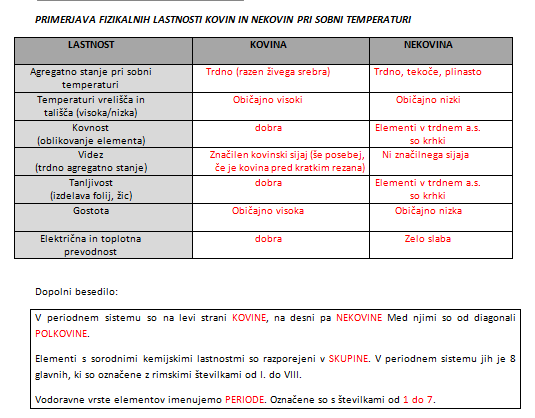 PRIMERJAVA FIZIKALNIH LASTNOSTI KOVIN IN NEKOVIN PRI SOBNI TEMPERATURI
LASTNOST KOVINA NEKOVINA
Agregatno stanje pri sobni temperaturi Trdno (razen živega srebra) Trdno, tekoče, plinasto
Temperaturi vrelišča in tališča (visoka/nizka) Običajno visoki Običajno nizki
Kovnost (oblikovanje elementa) dobra Elementi v trdnem a.s. so krhki
Videz (trdno agregatno stanje) Značilen kovinski sijaj (še posebej, če je kovina pred kratkim rezana) Ni značilnega sijaja
Tanljivost (izdelava folij, žic) dobra Elementi v trdnem a.s. so krhki
Gostota Običajno visoka Običajno nizka
Električna in toplotna prevodnost dobra Zelo slaba
Dopolni besedilo:
V periodnem sistemu so na levi strani KOVINE, na desni pa NEKOVINE Med njimi so od diagonali
POLKOVINE.
Elementi s sorodnimi kemijskimi lastnostmi so razporejeni v SKUPINE. V periodnem sistemu jih je 8
glavnih, ki so označene z rimskimi številkami od I. do VIII.
Vodoravne vrste elementov imenujemo PERIODE. Označene so s številkami od 1 do 7.